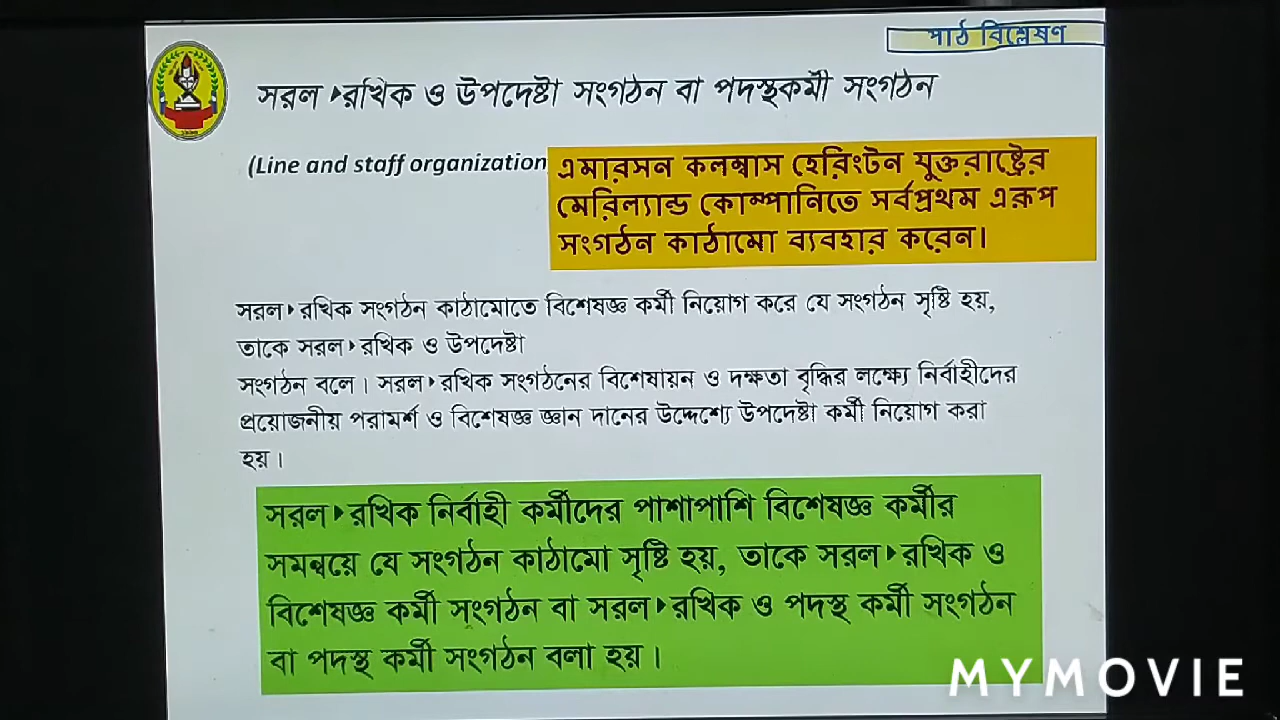 পাঠ বিশ্লেষণ
সরল রৈখিক ও উপদেষ্টা সংগঠন বা পদস্থকর্মী সংগঠন
(Line and staff organization
এমারসন কলম্বাস হেরিংটন যুক্তরাষ্ট্রের
মেরিল্যান্ড কোম্পানিতে সর্বপ্রথম এরূপ
সংগঠন কাঠামো ব্যবহার করেন।
সরল রৈখিক সংগঠন কাঠামোতে বিশেষজ্ঞ কর্মী নিয়োগ করে যে সংগঠন সৃষ্টি হয়,
তাকে সরল রৈখিক ও উপদেষ্টা
সংগঠন বলে। সরল রৈখিক সংগঠনের বিশেষায়ন ও দক্ষতা বৃদ্ধির লক্ষ্যে নির্বাহীদের
প্রয়োজনীয় পরামর্শ ও বিশেষজ্ঞ জ্ঞান দানের উদ্দেশ্যে উপদেষ্টা কর্মী নিয়োগ করা
হয়।
সরল রৈখিক নির্বাহী কর্মীদের পাশাপাশি বিশেষজ্ঞ কর্মীর
সমন্বয়ে যে সংগঠন কাঠামো সৃষ্টি হয়, তাকে সরল রৈখিক ও
বিশেষজ্ঞ কর্মী সংগঠন বা সরল রৈখিক ও পদস্থ কর্মী সংগঠন
বা পদস্থ কর্মী সংগঠন বলা হয়।
MYMOVIE